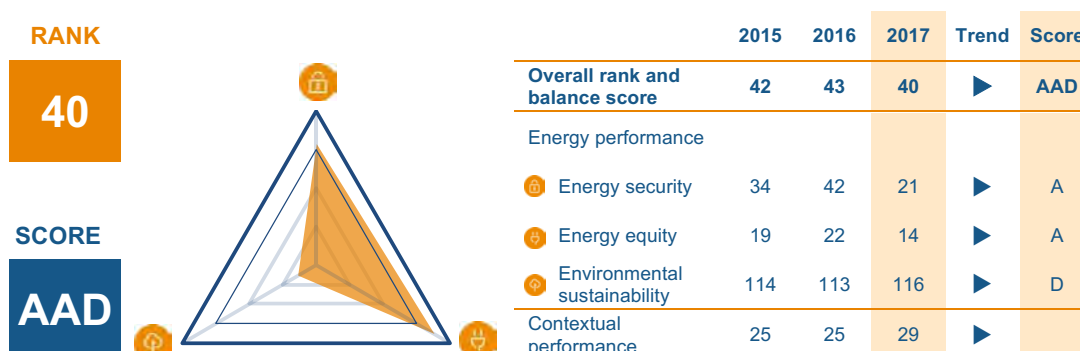 RANK
40
SCORE
AAD
2015 2016 2017 Trend Score
Overall rank and
balance score 42 43 40 AAD
Energy performance
Energy security 34 42 21 A
Energy equity 19 22 14 A
Environmental
sustainability 114 113 116 D
Contextual
performance 25 25 29